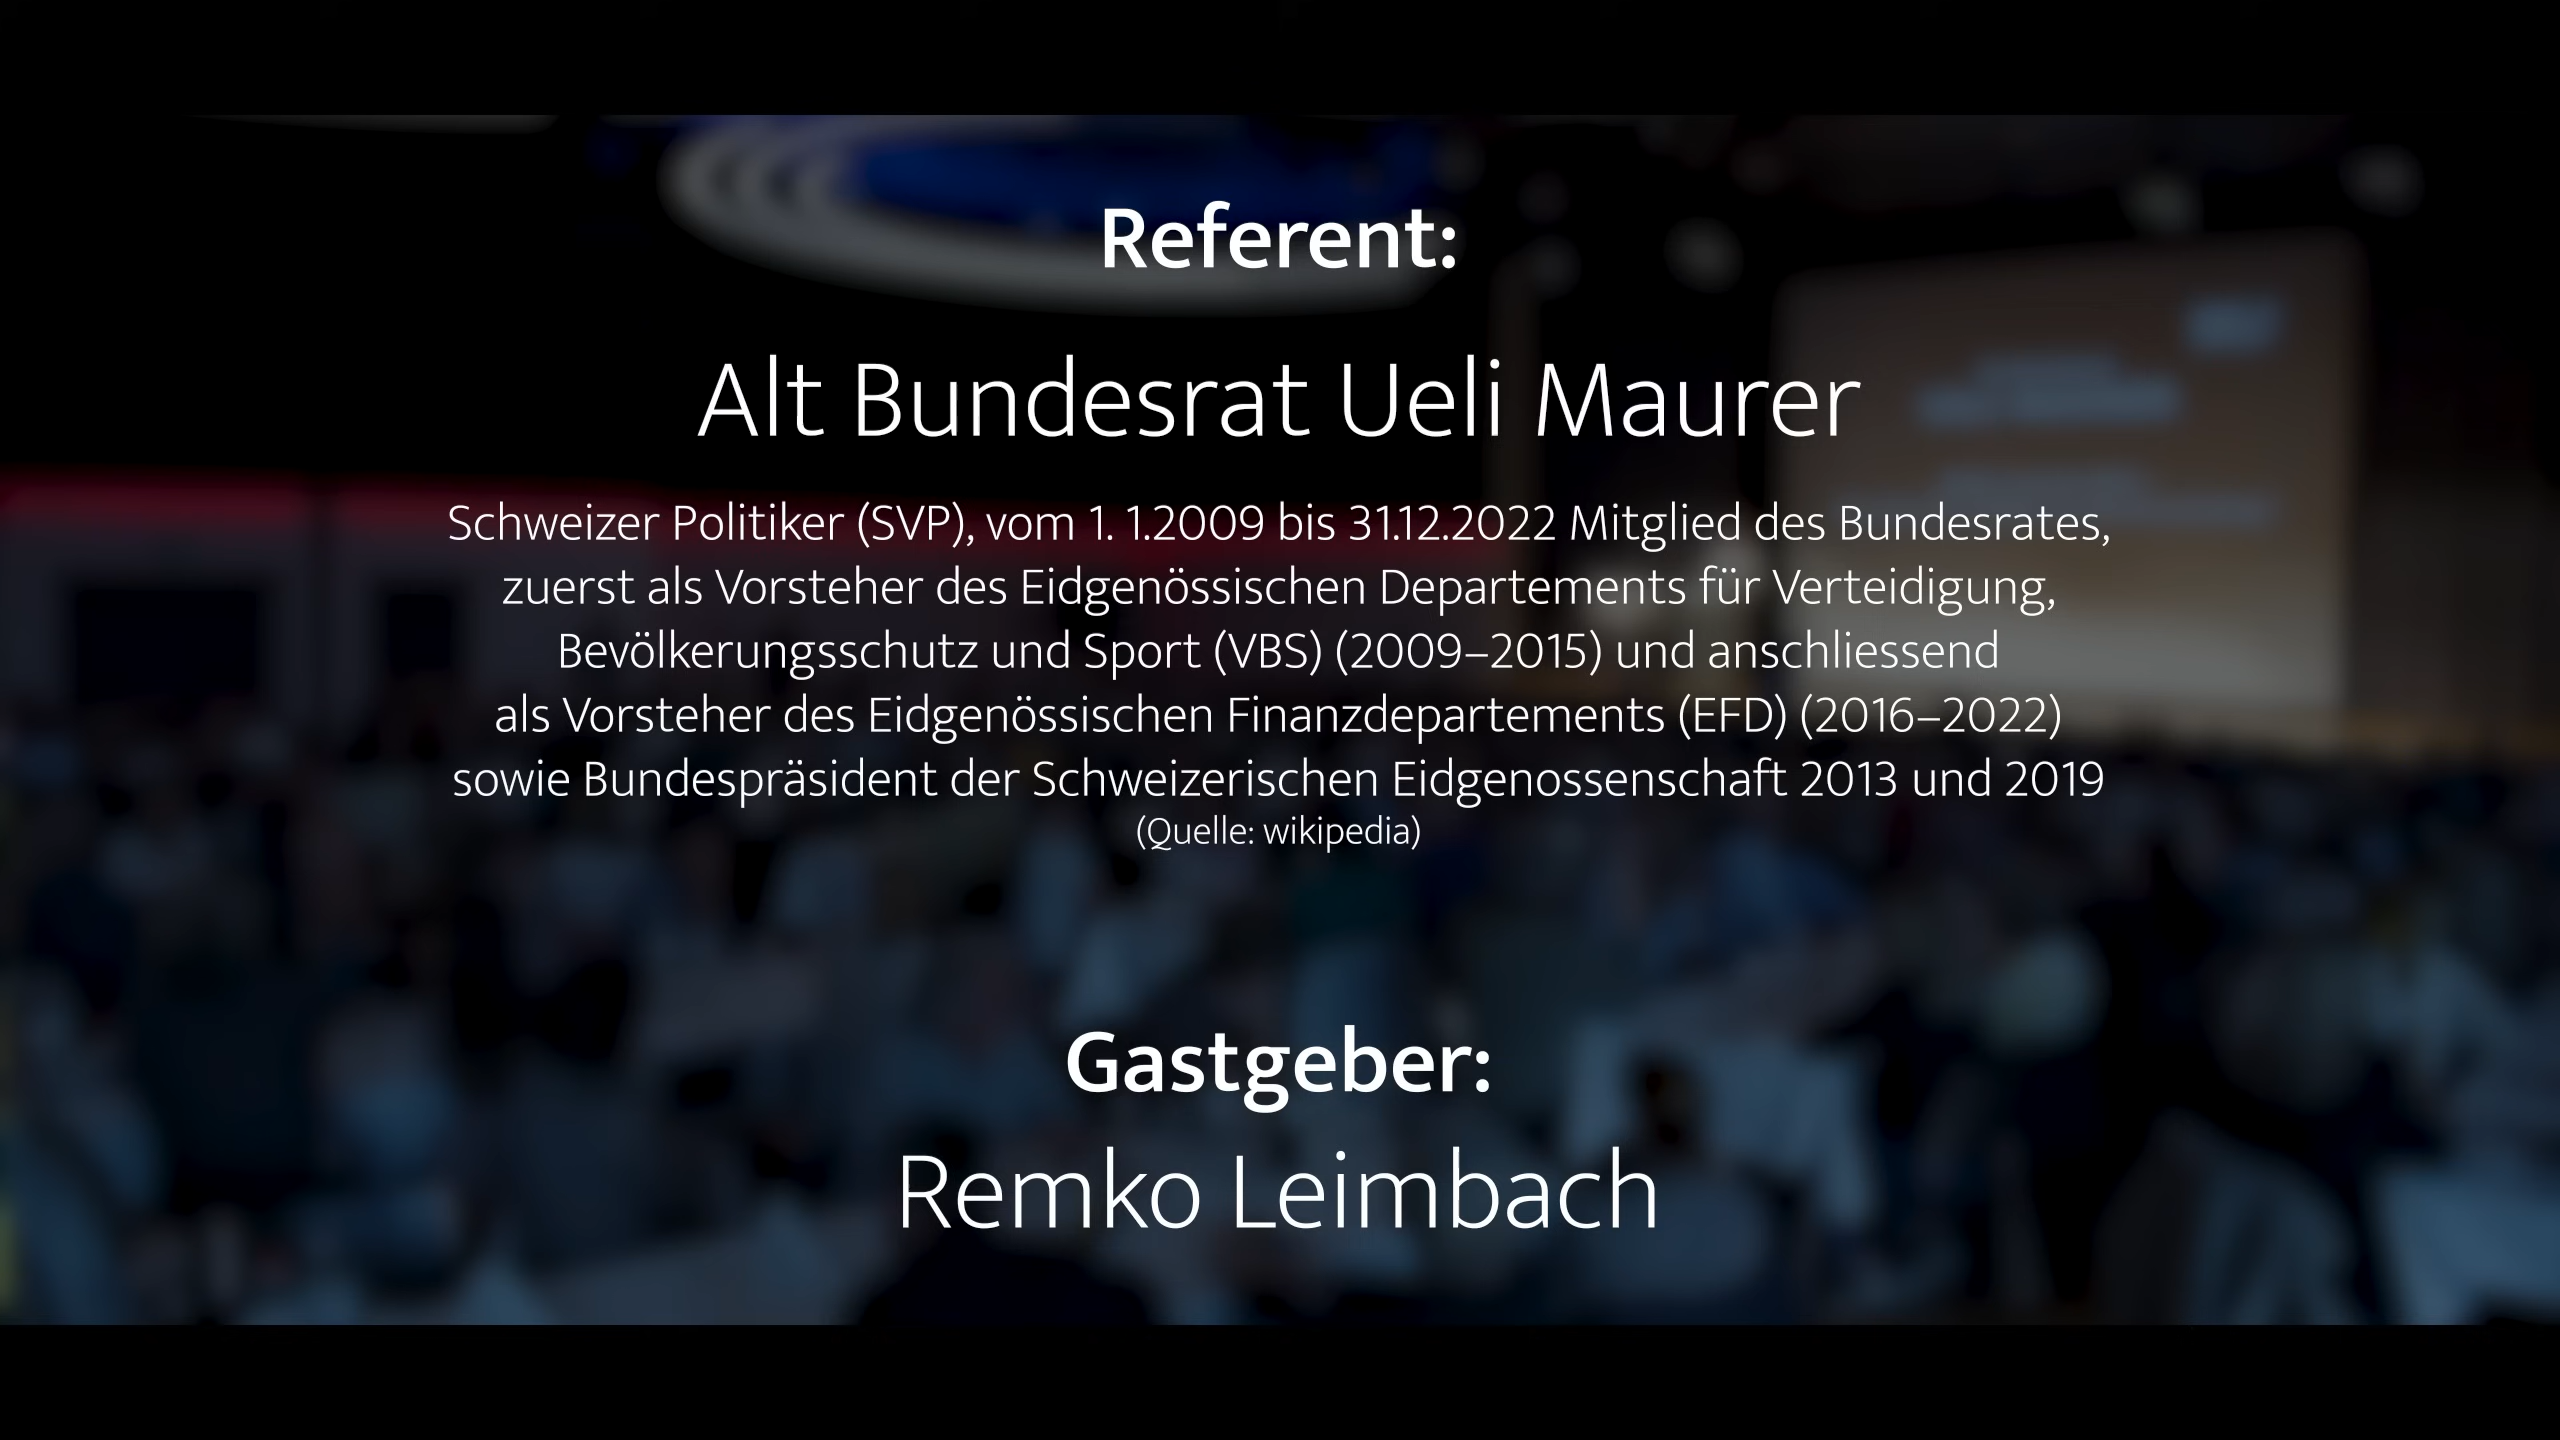 Referent:
Alt Bundesrat Ueli Maurer
Schweizer Politiker (SVP), vom 1. 1.2009 bis 31.12.2022 Mitglied des Bundesrates,
zuerst als Vorsteher des Eidgenössischen Departements für Verteidigung,
Bevölkerungsschutz und Sport (VBS) (2009–2015) und anschliessend
als Vorsteher des Eidgenössischen Finanzdepartements (EFD) (2016–2022)
sowie Bundespräsident der Schweizerischen Eidgenossenschaft 2013 und 2019
(Quelle: wikipedia)
Gastgeber:
Remko Leimbach